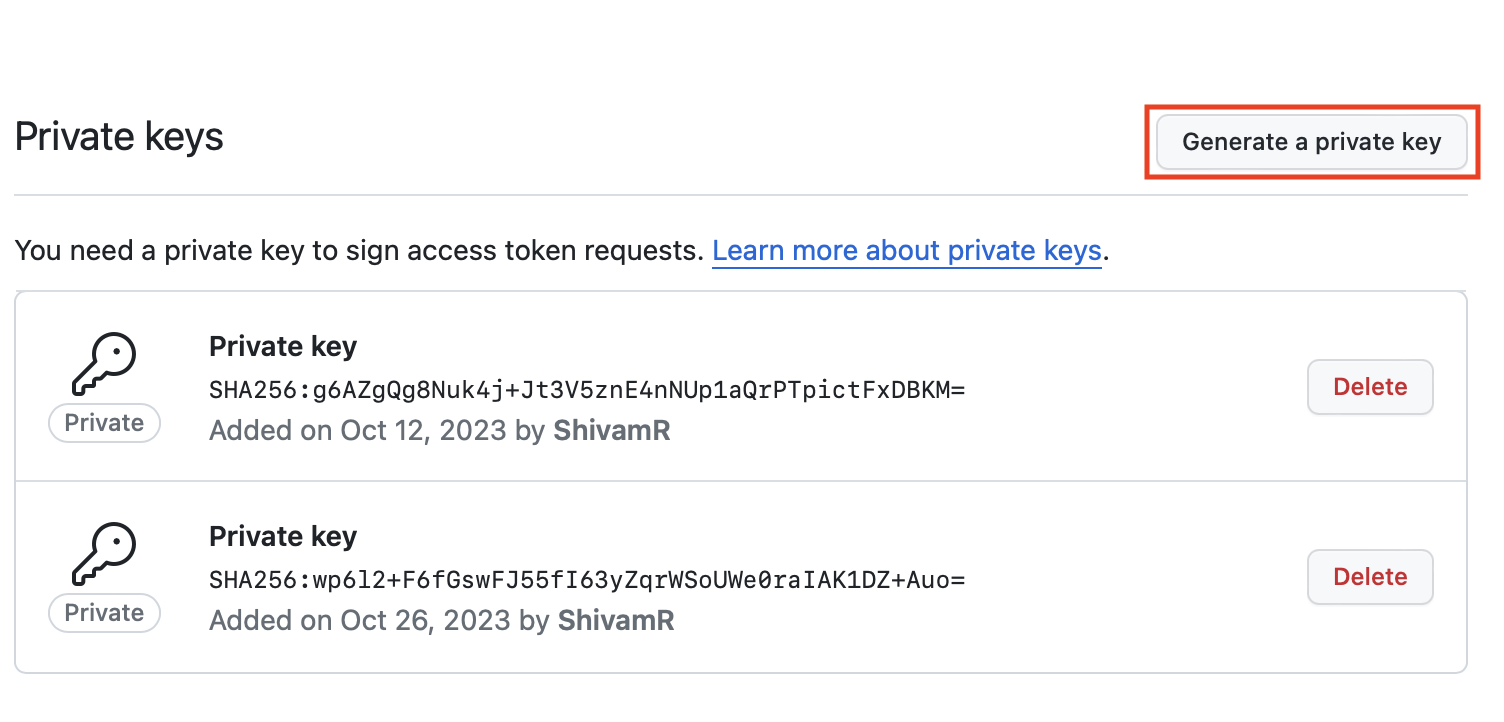 Private keys
Generate a private key
You need a private key to sign access token requests. Learn more about private keys.
Private key
SHA256:g6AZgQg8Nuk4j+Jt3V5znE4nNUp1aQrPTpictFxDBKM=
Private
Added on Oct 12, 2023 by ShivamR
Delete
Private key
SHA256:wp6l2+F6fGswFJ55fI63yZqrWSoUWe0raIAK1DZ+Auo=
Private
Added on Oct 26, 2023 by ShivamR
Delete